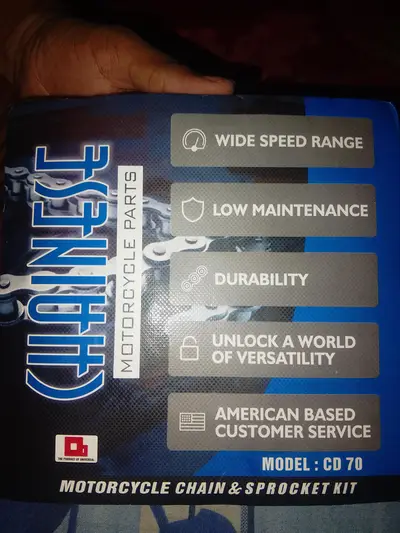 CHAINESE
MOTORCYCLE PARTS
WIDE SPEED RANGE
LOW MAINTENANCE
DURABILITY
UNLOCK A WORLD
OF VERSATILITY
AMERICAN BASED
CUSTOMER SERVICE
MODEL : CD 70
MOTORCYCLE CHAIN & SPROCKET KIT